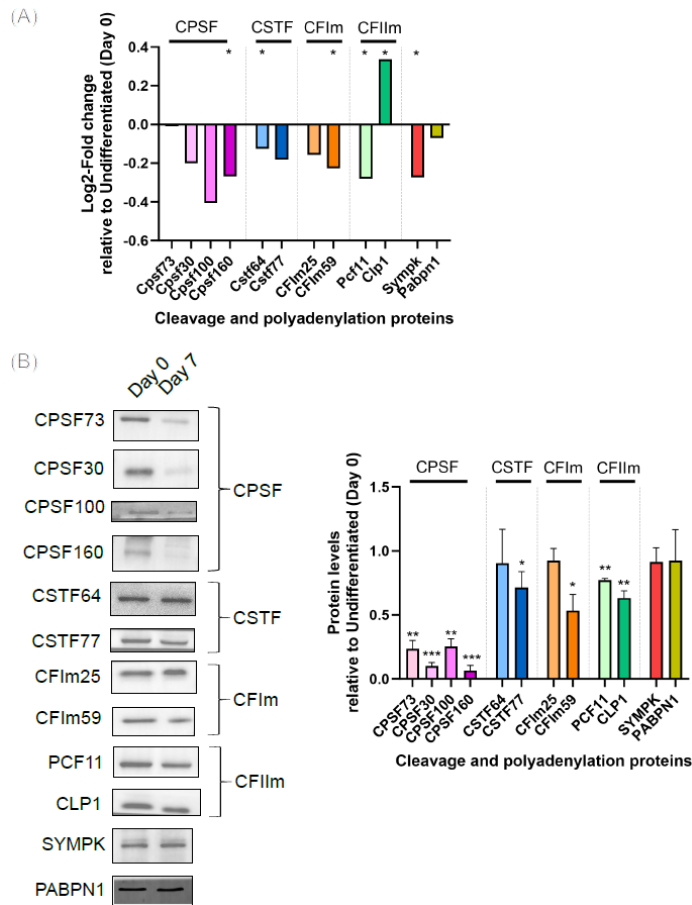 (A)
CPSF CSTF CFIm CFIIm
* * * * * *
Log2-Fold change
relative to Undifferentiated (Day 0)
0.4
0.2
0.0
-0.2
-0.4
-0.6
Cpsf73 Cpsf30 Cpsf100 Cpsf160 Cstf64 Cstf77 CFIm25 CFIm59 Pcf11 Clp1 Sympk Pabpn1
Cleavage and polyadenylation proteins
(B)
Day 0 Day 7
CPSF73
CPSF30
CPSF100
CPSF160
CPSF
CSTF64
CSTF77
CSTF
CFIm25
CFIm59
CFIm
PCF11
CLP1
CFIIm
SYMPK
PABPN1
CPSF CSTF CFIm CFIIm
Protein levels
relative to Undifferentiated (Day 0)
1.5
1.0
0.5
0.0
** *** ** *** * * ** **
CPSF73 CPSF30 CPSF100 CPSF160 CSTF64 CSTF77 CFIm25 CFIm59 PCF11 CLP1 SYMPK PABPN1
Cleavage and polyadenylation proteins